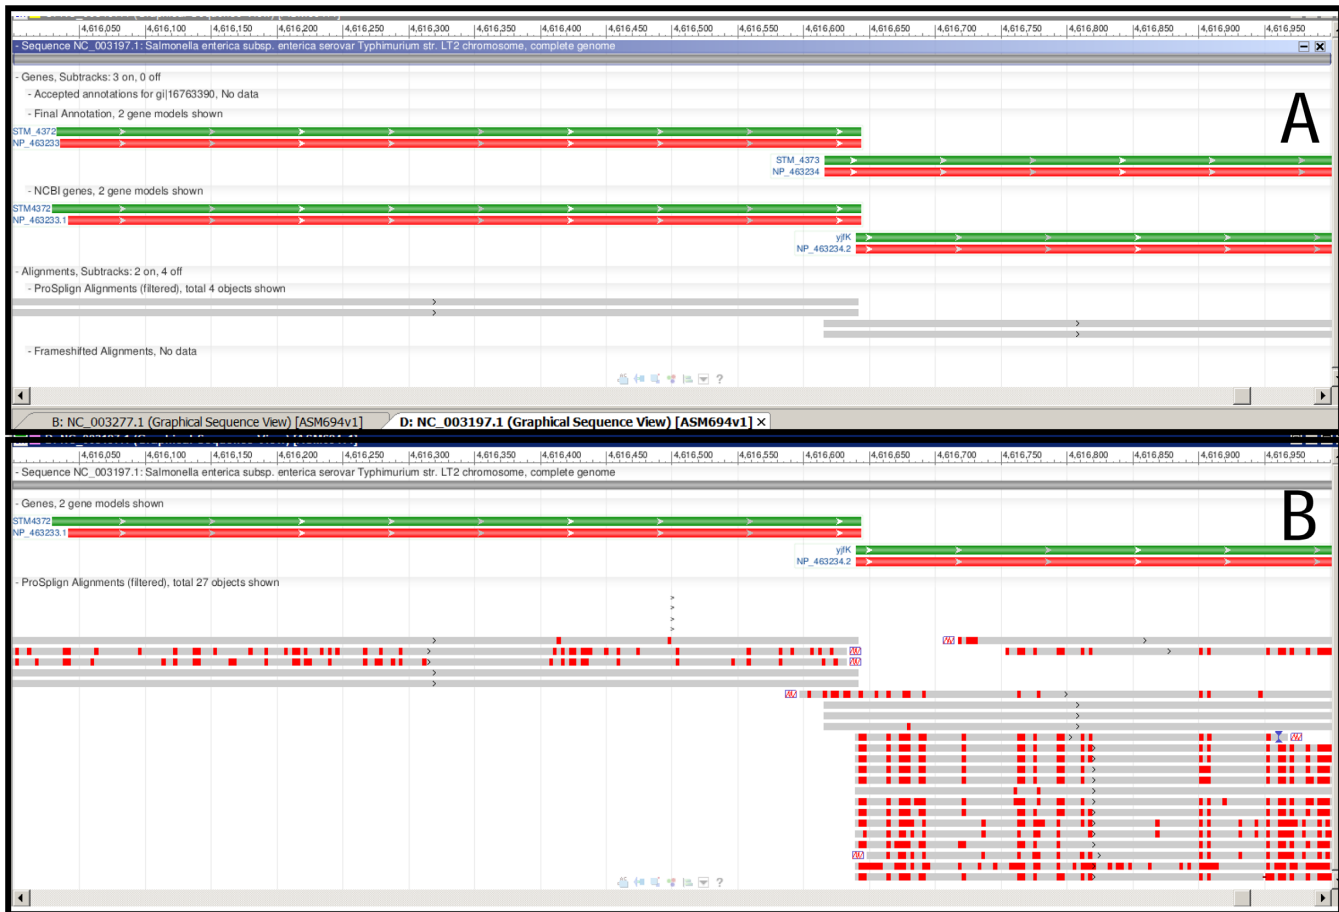 4,616,050 4,616,100 4,616,150 4,616,200 4,616,250 4,616,300 4,616,350 4,616,400 4,616,450 4,616,500 4,616,550 4,616,600 4,616,650 4,616,700 4,616,750 4,616,800 4,616,850 4,616,900 4,616,950
- Sequence NC_003197.1: Salmonella enterica subsp. enterica serovar Typhimurium str. LT2 chromosome, complete genome
- Genes, Subtracks: 3 on, 0 off
- Accepted annotations for gi|16763390, No data
A
- Final Annotation, 2 gene models shown
STM_4372
NP_463233
STM_4373
NP_463234
- NCBI genes, 2 gene models shown
STM4372
NP_463233.1
yjfK
NP_463234.2
- Alignments, Subtracks: 2 on, 4 off
- ProSplign Alignments (filtered), total 4 objects shown
- Frameshifted Alignments, No data
?
B: NC_003277.1 (Graphical Sequence View) [ASM694v1] D: NC_003197.1 (Graphical Sequence View) [ASM694v1] ×
4,616,050 4,616,100 4,616,150 4,616,200 4,616,250 4,616,300 4,616,350 4,616,400 4,616,450 4,616,500 4,616,550 4,616,600 4,616,650 4,616,700 4,616,750 4,616,800 4,616,850 4,616,900 4,616,950
- Sequence NC_003197.1: Salmonella enterica subsp. enterica serovar Typhimurium str. LT2 chromosome, complete genome
- Genes, 2 gene models shown
B
STM4372
NP_463233.1
yjfK
NP_463234.2
- ProSplign Alignments (filtered), total 27 objects shown
?